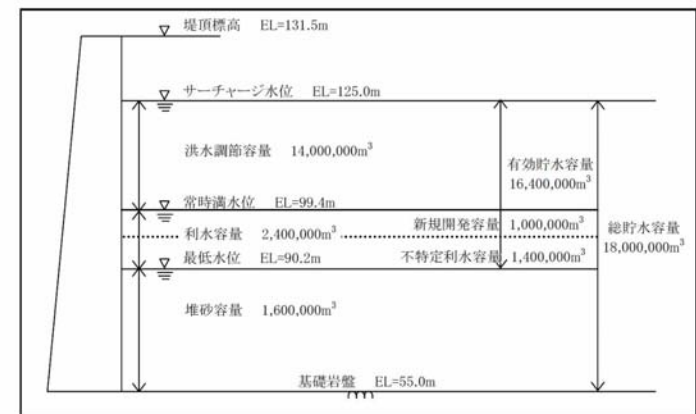 堤頂標高 EL=131.5m
サーチャージ水位 EL=125.0m
洪水調節容量 14,000,000m³
有効貯水容量
16,400,000m³
常時満水位 EL=99.4m
新規開発容量 1,000,000m³
利水容量 2,400,000m³
総貯水容量
18,000,000m³
最低水位 EL=90.2m
不特定利水容量 1,400,000m³
堆砂容量 1,600,000m³
基礎岩盤 EL=55.0m